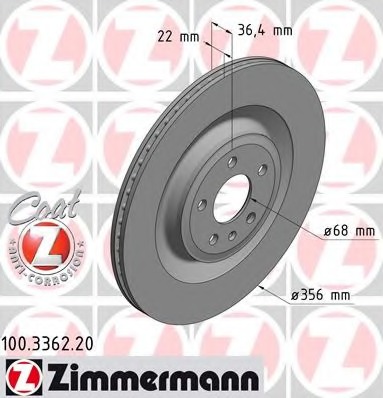 22 mm
36,4 mm
ø68 mm
ø356 mm
Coat
Z
ANTI-CORROSION
100.3362.20
Z Zimmermann